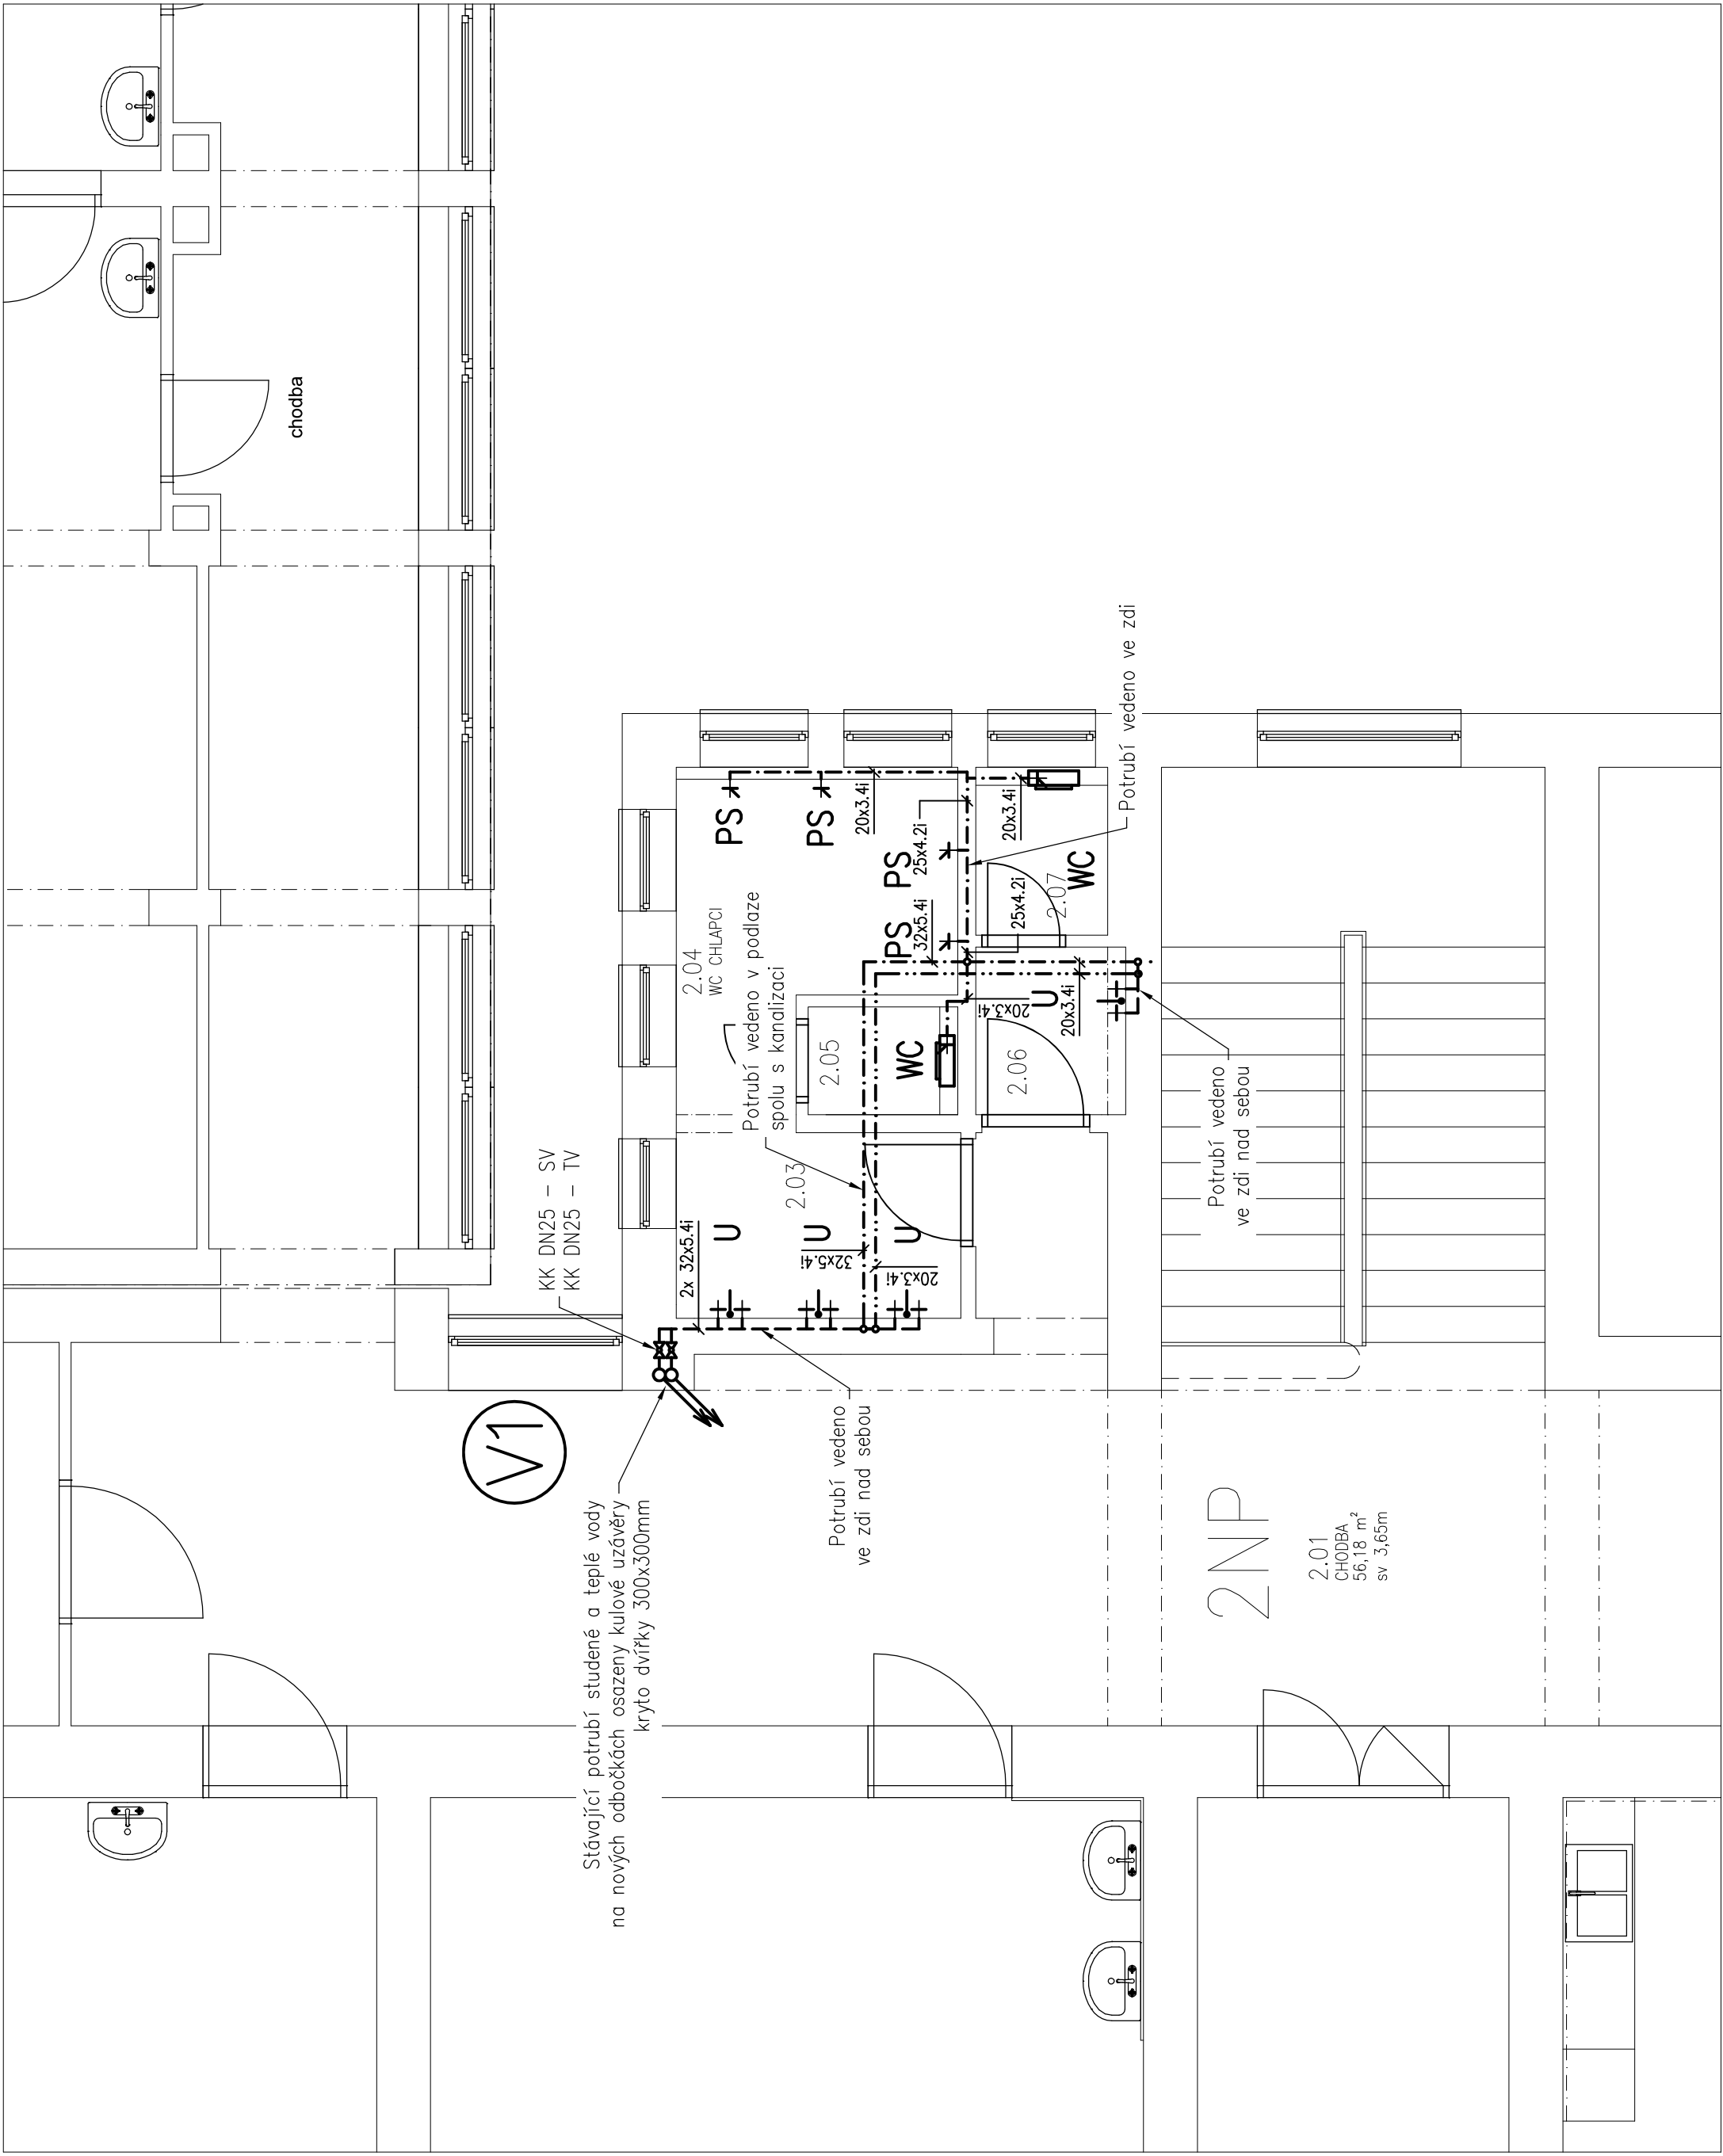 chodba
KK DN25 – SV
KK DN25 – TV
V1
Stávající potrubí studené a teplé vody
na nových odbočkách osazeny kulové uzávěry
kryto dvířky 300x300mm
2x 32x5.4i
U
U
U
32x5.4i
20x3.4i
2.03
2.04
WC CHLAPCI
Potrubí vedeno v podlaze
spolu s kanalizaci
2.05
WC
PS
PS
PS
PS
20x3.4i
25x4.2i
32x5.4i
20x3.4i
25x4.2i
2.07
WC
20x3.4i
U
20x3.4i
2.06
Potrubí vedeno ve zdi
Potrubí vedeno
ve zdi nad sebou
Potrubí vedeno
ve zdi nad sebou
2NP
2.01
CHODBA
56,18 m²
sv 3,65m